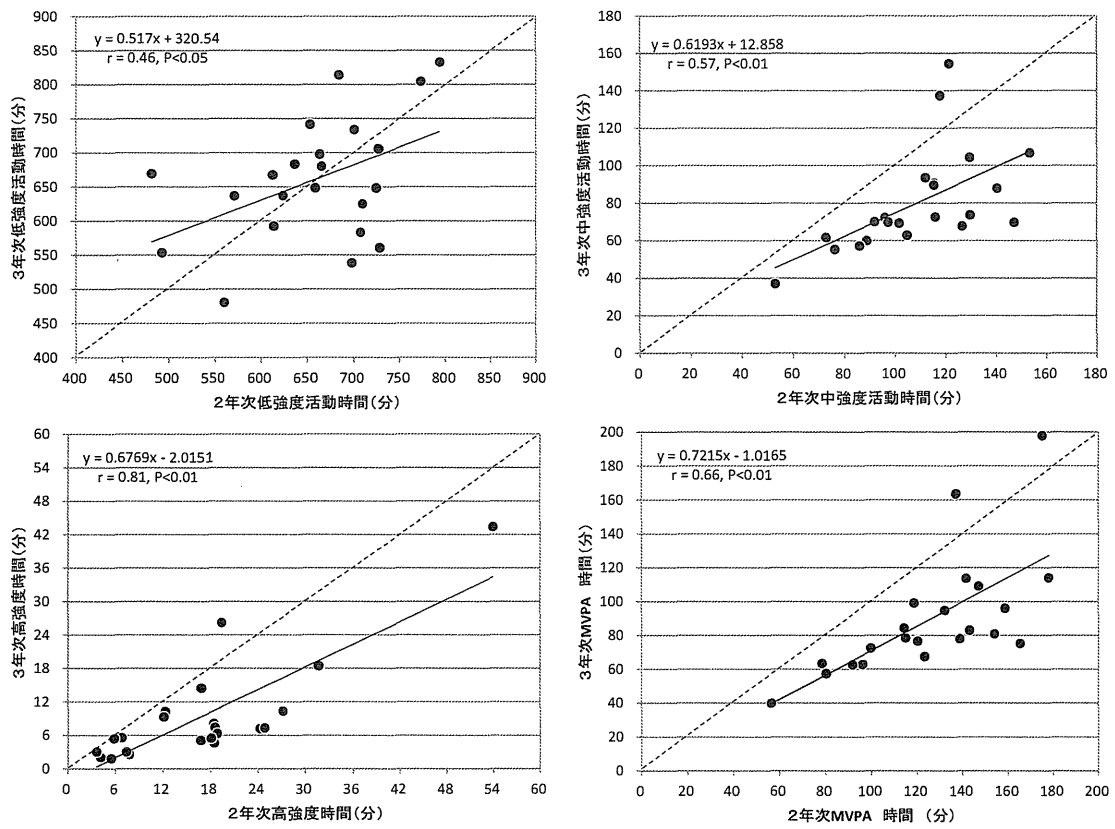 y = 0.517x + 320.54
r = 0.46, P<0.05
900
850
800
750
700
650
600
550
500
450
400
400 450 500 550 600 650 700 750 800 850 900
3年次低強度活動時間(分)
2年次低強度活動時間(分)
y = 0.6193x + 12.858
r = 0.57, P<0.01
180
160
140
120
100
80
60
40
20
0
0 20 40 60 80 100 120 140 160 180
3年次中強度活動時間(分)
2年次中強度活動時間(分)
y = 0.6769x - 2.0151
r = 0.81, P<0.01
60
54
48
42
36
30
24
18
12
6
0
0 6 12 18 24 30 36 42 48 54 60
3年次高強度時間(分)
2年次高強度時間(分)
y = 0.7215x - 1.0165
r = 0.66, P<0.01
200
180
160
140
120
100
80
60
40
20
0
0 20 40 60 80 100 120 140 160 180 200
3年次MVPA 時間(分)
2年次MVPA 時間 (分)